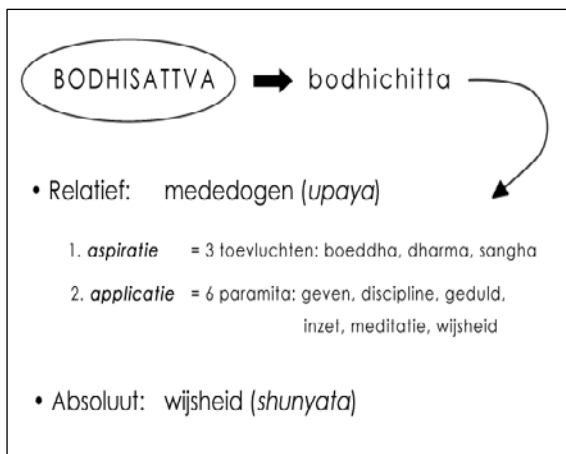 BODHISATTVA bodhichitta
• Relatief: mededogen (upaya)
1. aspiratie = 3 toevluchten: boeddha, dharma, sangha
2. applicatie = 6 paramita: geven, discipline, geduld,
inzet, meditatie, wijsheid
• Absoluut: wijsheid (shunyata)